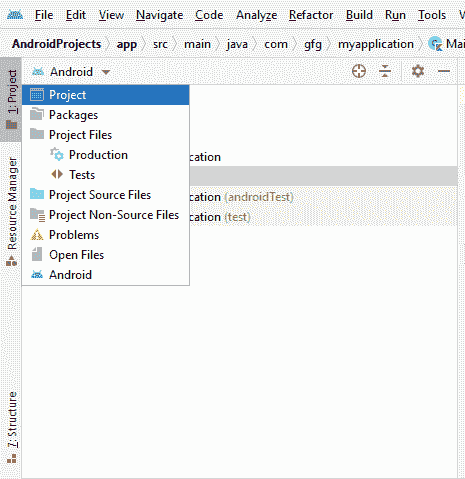 File Edit View Navigate Code Analyze Refactor Build Run Tools
AndroidProjects app src main java com gfg myapplication
Android
1: Project
Project
Packages
Project Files
Production
Tests
Project Source Files
Project Non-Source Files
Problems
Open Files
Android
cation
cation (androidTest)
cation (test)
Resource Manager
7: Structure